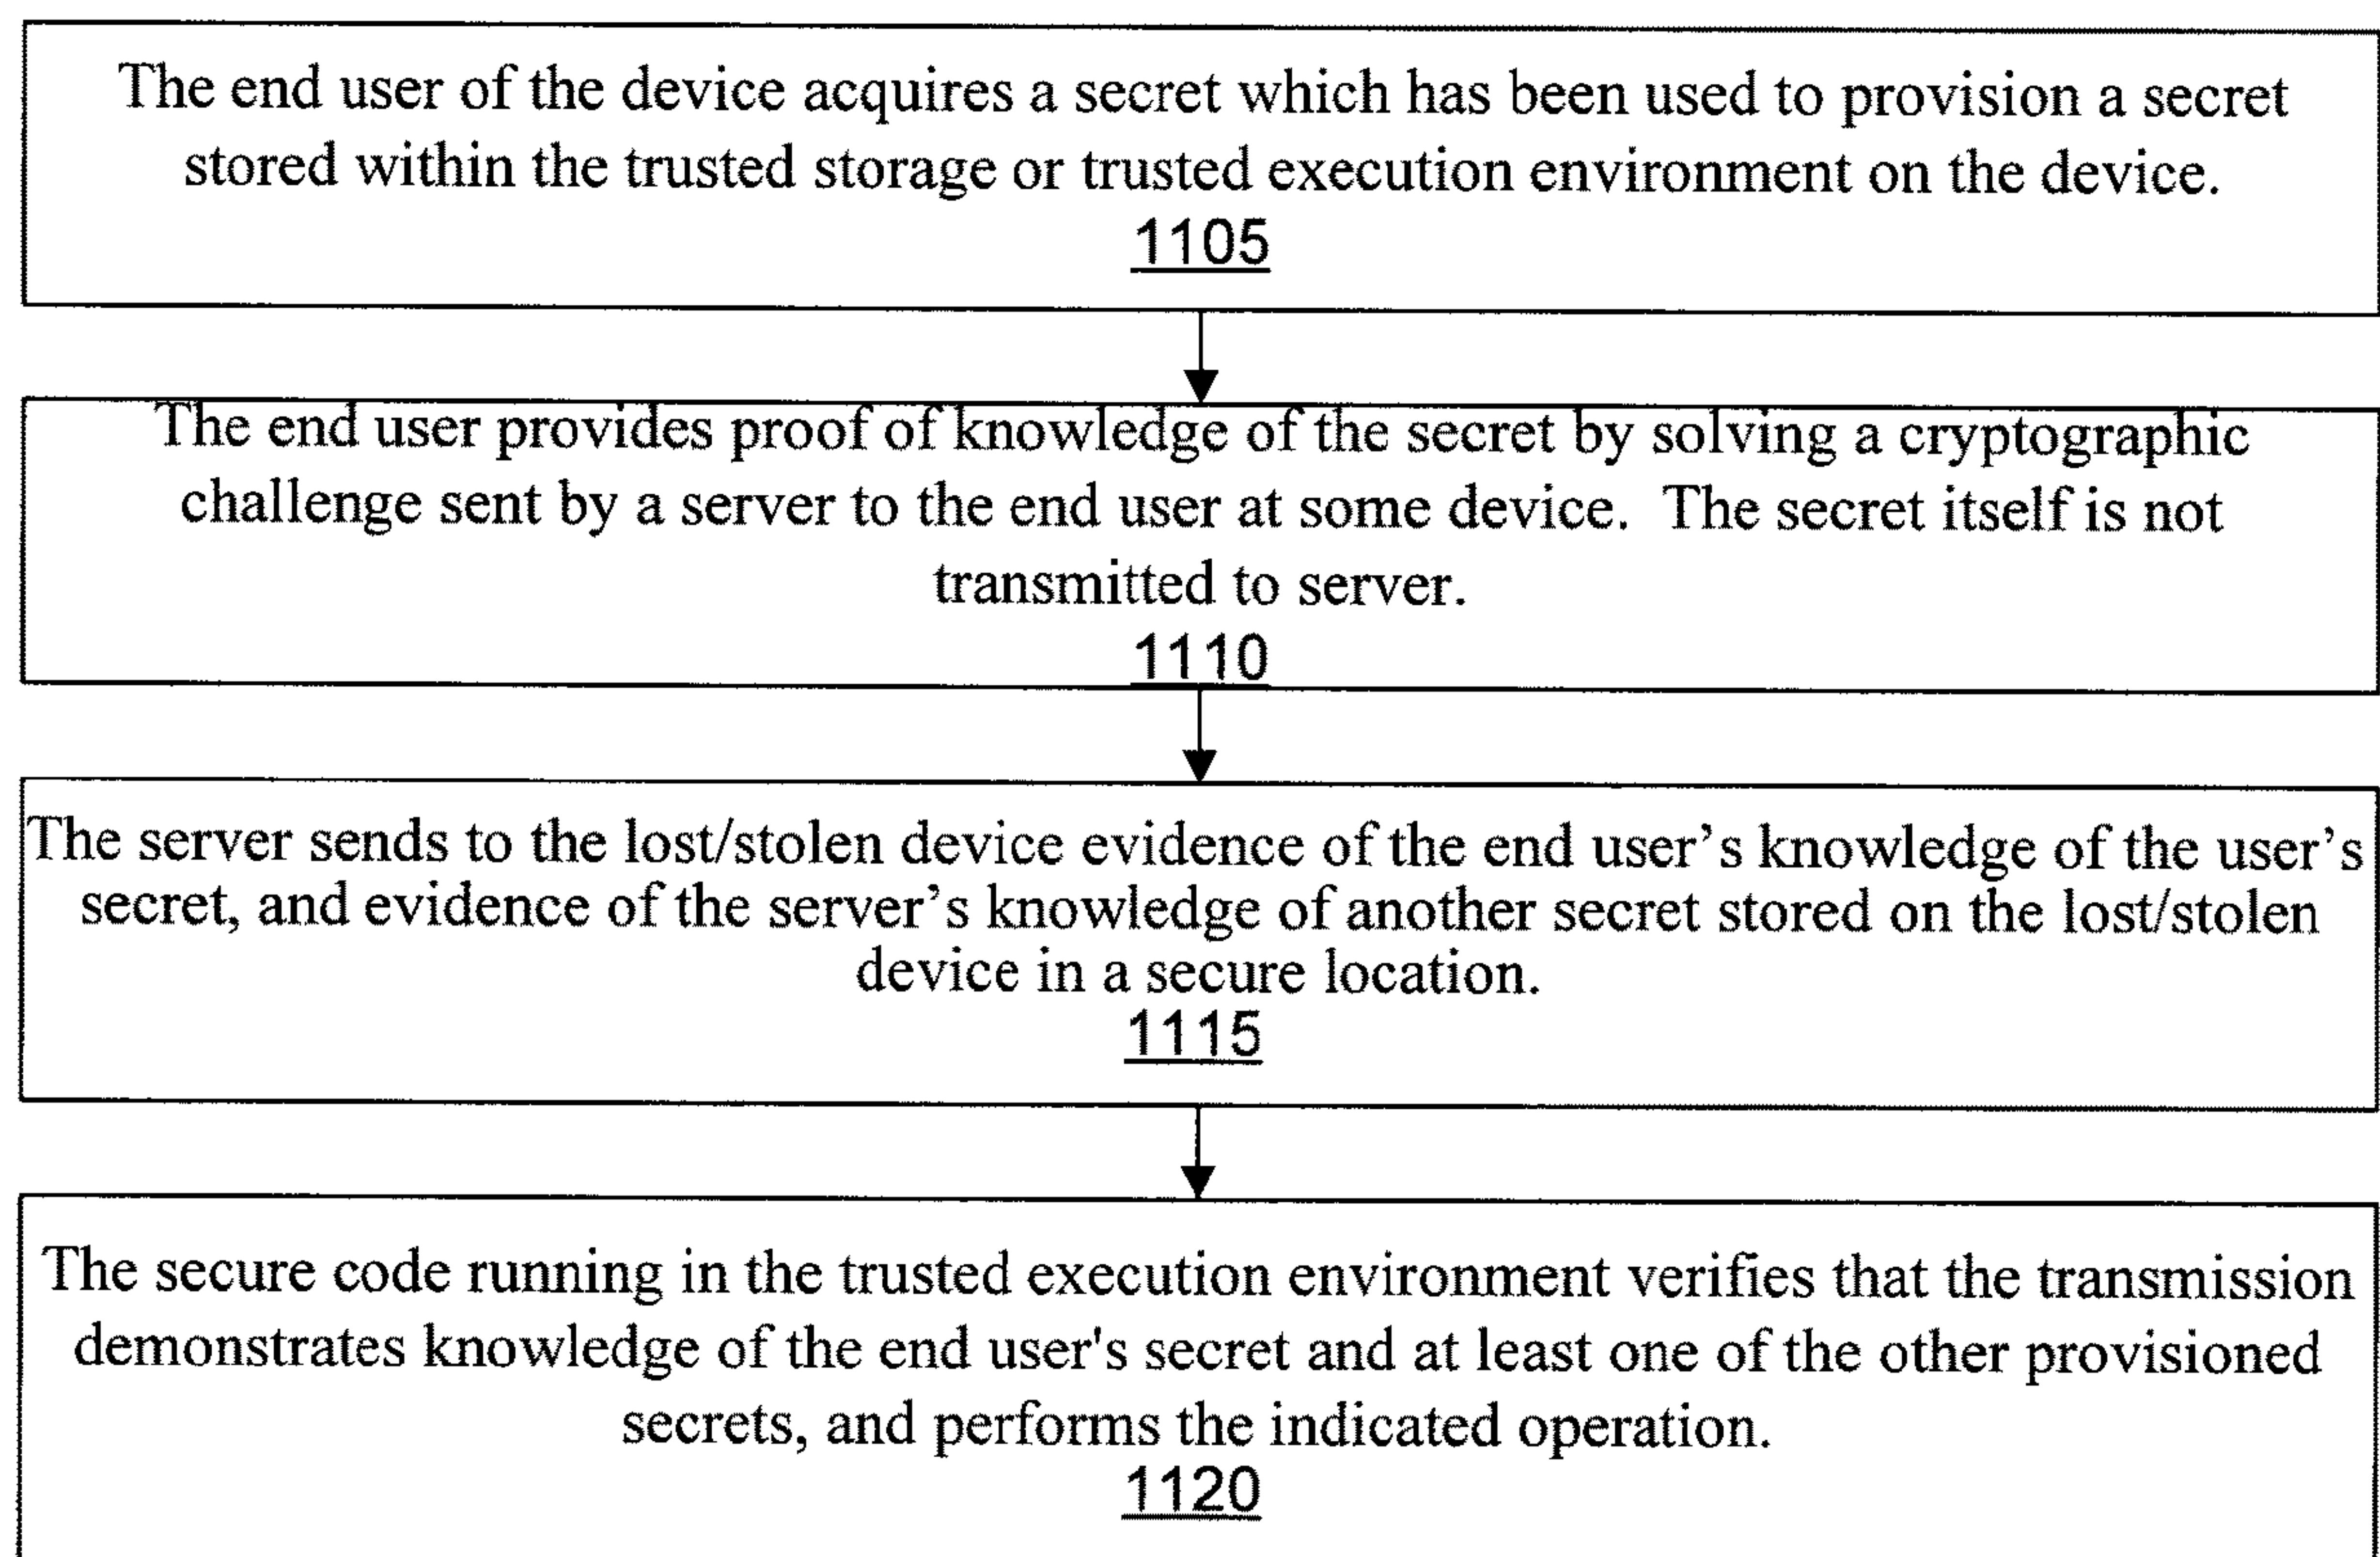 The end user of the device acquires a secret which has been used to provision a secret
stored within the trusted storage or trusted execution environment on the device.
1105
The end user provides proof of knowledge of the secret by solving a cryptographic
challenge sent by a server to the end user at some device. The secret itself is not
transmitted to server.
1110
The server sends to the lost/stolen device evidence of the end user’s knowledge of the user’s
secret, and evidence of the server’s knowledge of another secret stored on the lost/stolen
device in a secure location.
1115
The secure code running in the trusted execution environment verifies that the transmission
demonstrates knowledge of the end user's secret and at least one of the other provisioned
secrets, and performs the indicated operation.
1120